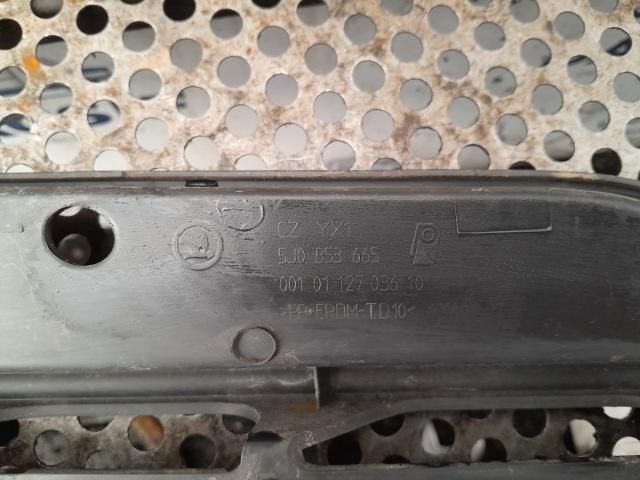 CZ YX1
5J0 853 665
001 01 127 036 10
>PP+EPDM-TD10<